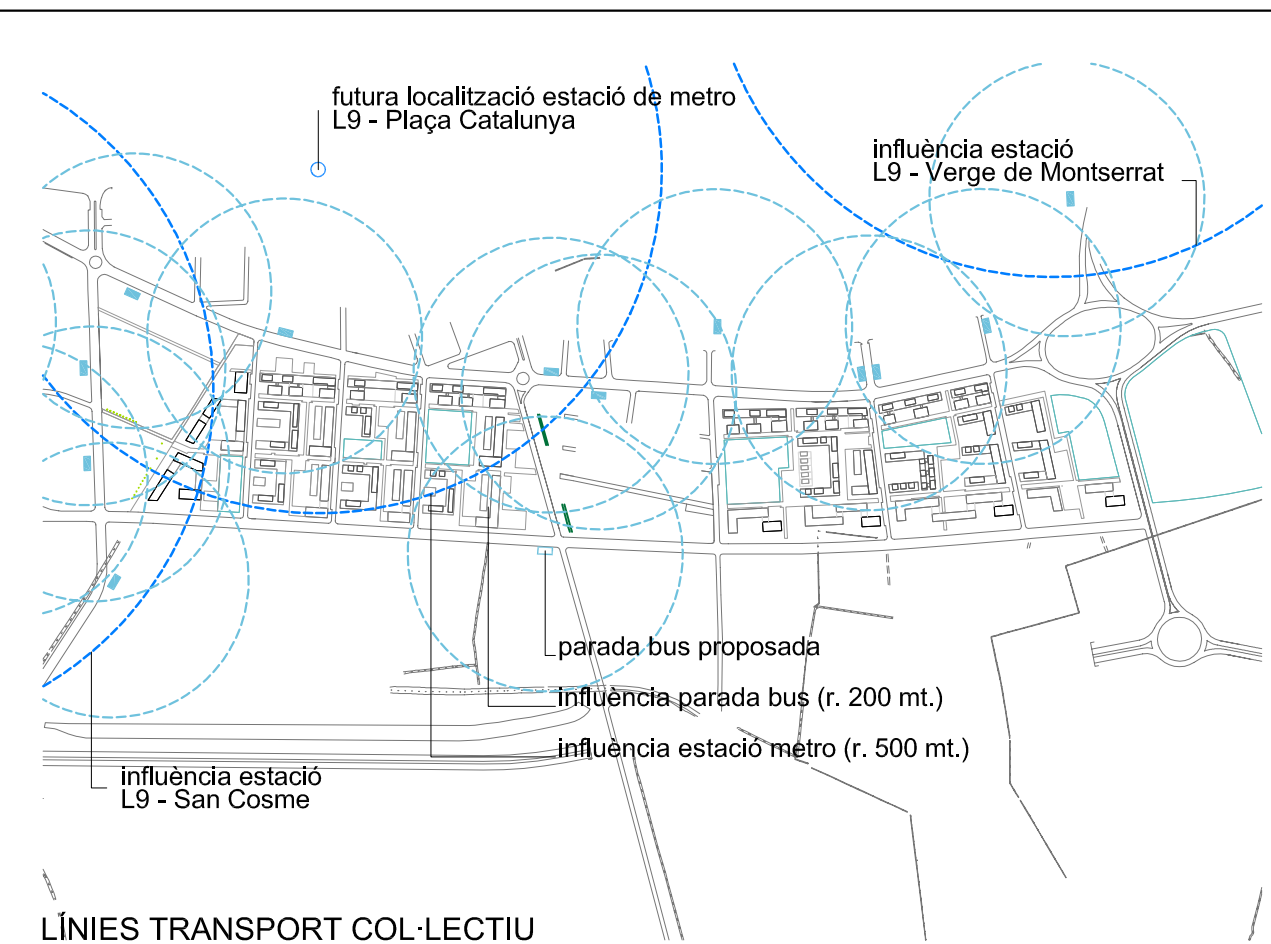 futura localització estació de metro
L9 - Plaça Catalunya
influència estació
L9 - Verge de Montserrat
parada bus proposada
influència parada bus (r. 200 mt.)
influència estació metro (r. 500 mt.)
influència estació
L9 - San Cosme
LÍNIES TRANSPORT COL·LECTIU